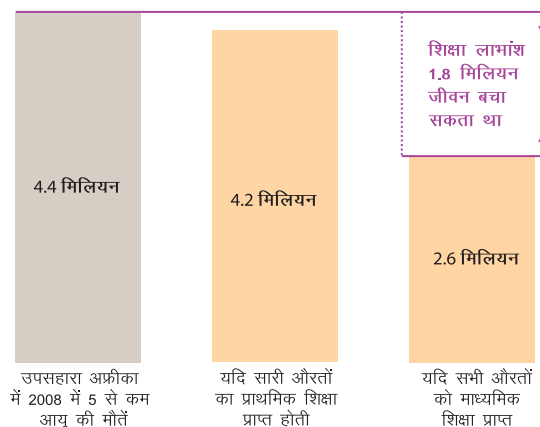 शिक्षा लाभांश
1.8 मिलियन
जीवन बचा
सकता था
4.4 मिलियन
4.2 मिलियन
2.6 मिलियन
उपसहारा अफ्रीका
में 2008 में 5 से कम
आयु की मौतें
यदि सारी औरतों
का प्राथमिक शिक्षा
प्राप्त होती
यदि सभी औरतों
को माध्यमिक
शिक्षा प्राप्त